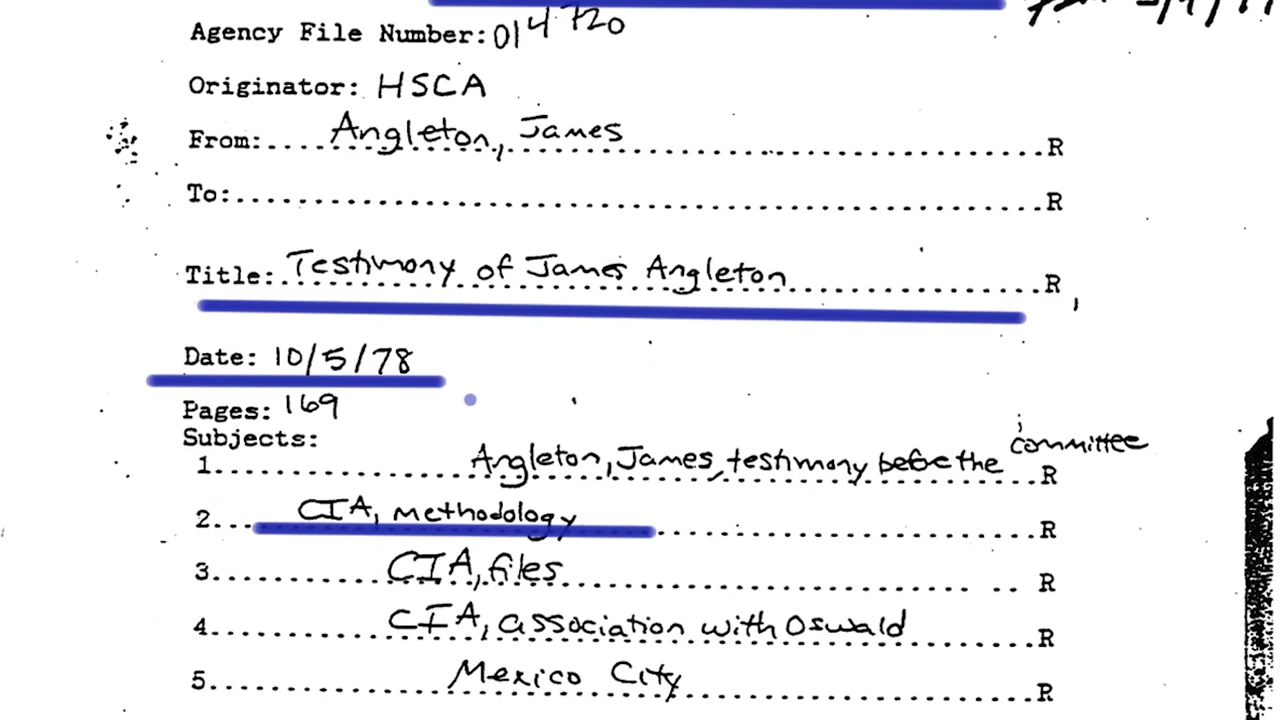 Agency File Number: 014720
Originator: HSCA
From:.... Angleton, James ....R
To:....R
Title: Testimony of James Angleton ....R
Date: 10/5/78
Pages: 169
Subjects:
committee
1.... Angleton, James, testimony before the ....R
2... CIA, methodology ....R
3.... CIA, files .... .. R
4.... CIA, association with Oswald ....R
5.... Mexico City ....R